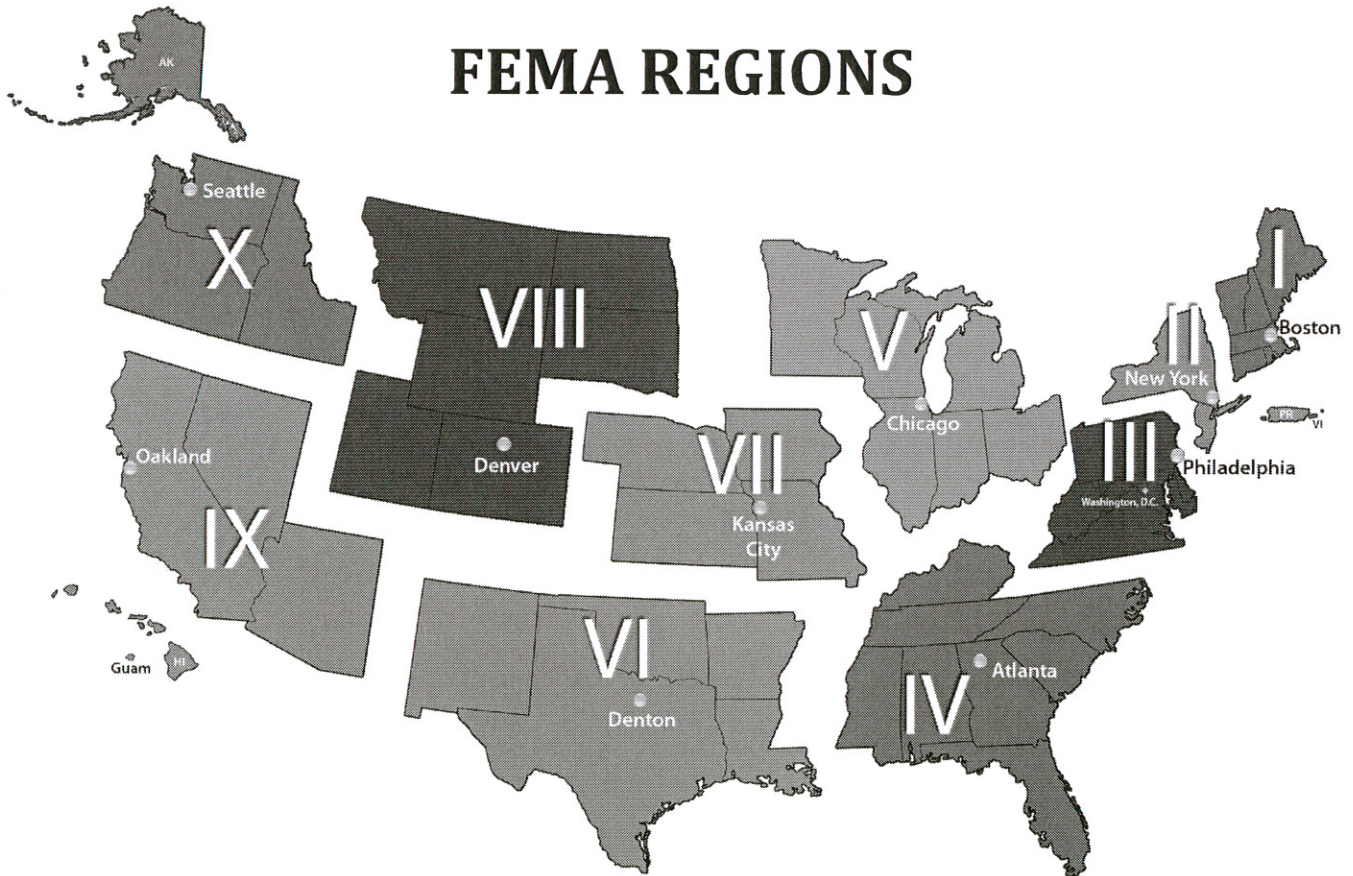 FEMA REGIONS
AK
Seattle
X
VIII
I
V
II
Boston
New York
Chicago
PR
VI
Oakland
Denver
VII
III
Philadelphia
Washington, D.C.
Kansas
City
IX
VI
Guam
HI
Denton
IV
Atlanta